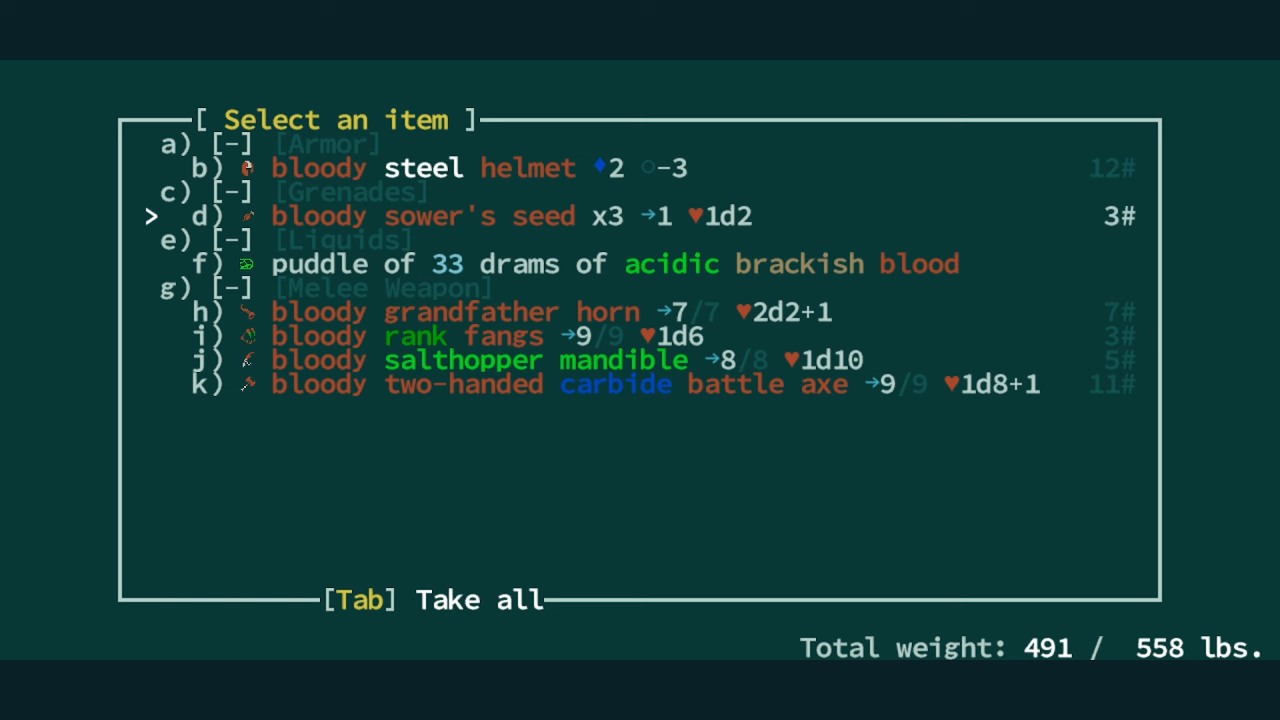 [ Select an item ]
a) [-] [Armor]
b) bloody steel helmet ♦2 ○-3 12#
c) [-] [Grenades]
> d) bloody sower's seed x3 →1 ♥1d2 3#
e) [-] [Liquids]
f) puddle of 33 drams of acidic brackish blood
g) [-] [Melee Weapon]
h) bloody grandfather horn →7/7 ♥2d2+1 7#
i) bloody rank fangs →9/9 ♥1d6 3#
j) bloody salthopper mandible →8/8 ♥1d10 5#
k) bloody two-handed carbide battle axe →9/9 ♥1d8+1 11#
[Tab] Take all
Total weight: 491 / 558 lbs.